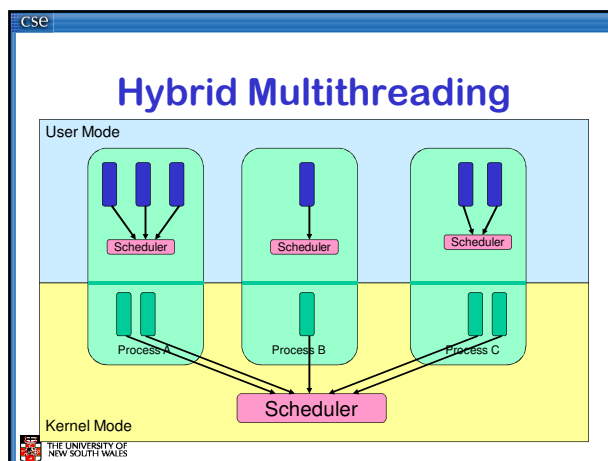 cse
Hybrid Multithreading
User Mode
Scheduler
Scheduler
Scheduler
Process A
Process B
Process C
Scheduler
Kernel Mode
THE UNIVERSITY OF
NEW SOUTH WALES